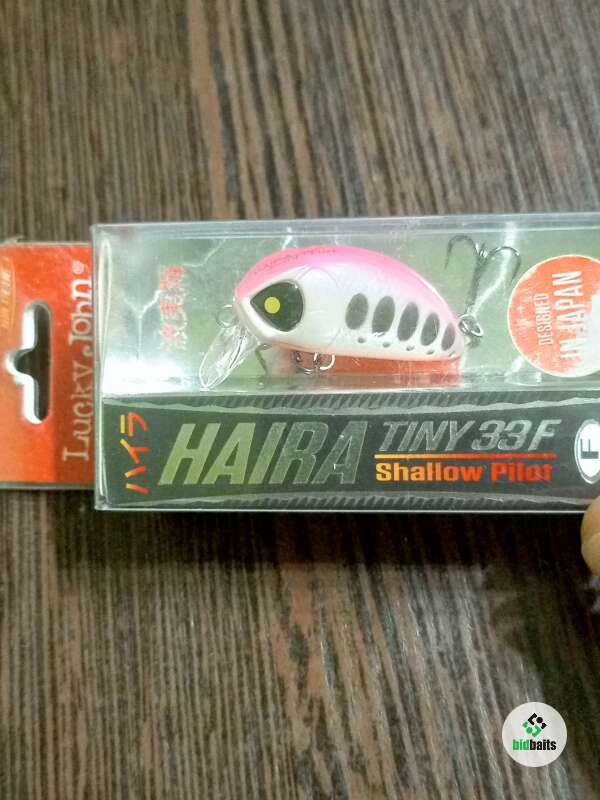 Lucky John®
DESIGNED
IN JAPAN
ハイラ
HAIRA
TINY 33F
Shallow Pilot
F
bidbaits